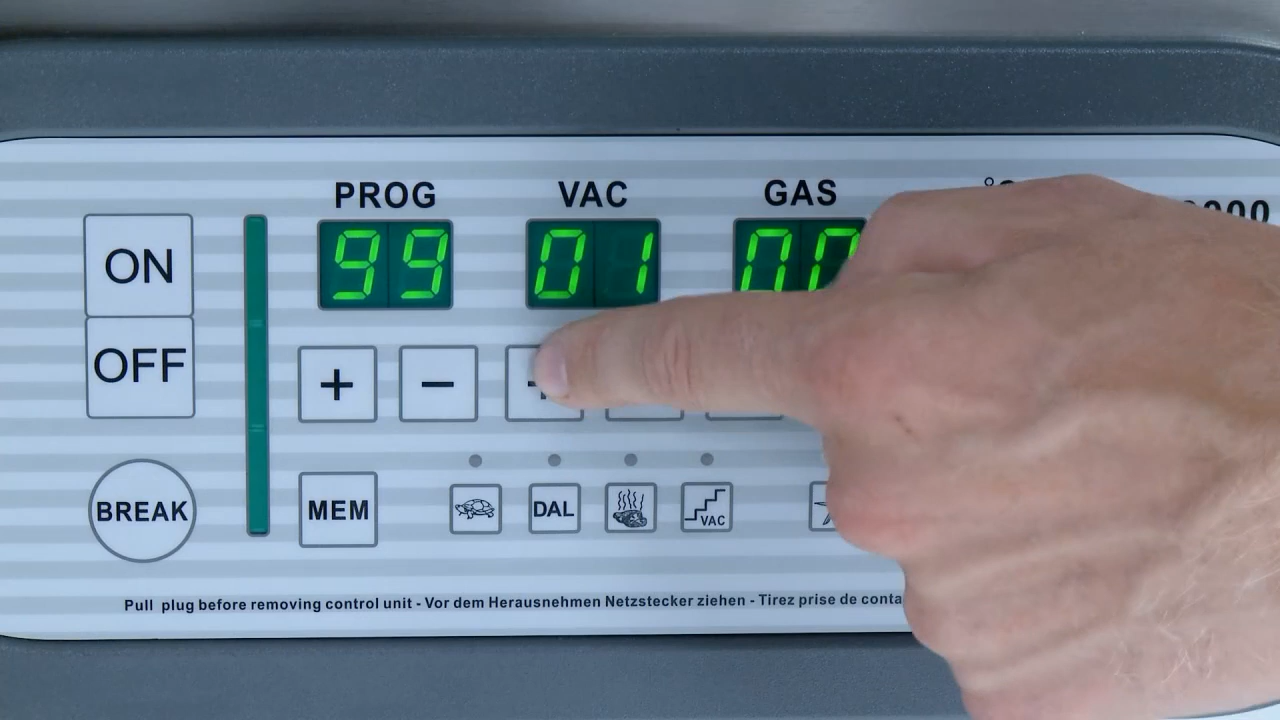 PROG VAC GAS
ON 99 01 00
OFF + −
BREAK MEM DAL VAC
Pull plug before removing control unit - Vor dem Herausnehmen Netzstecker ziehen - Tirez prise de